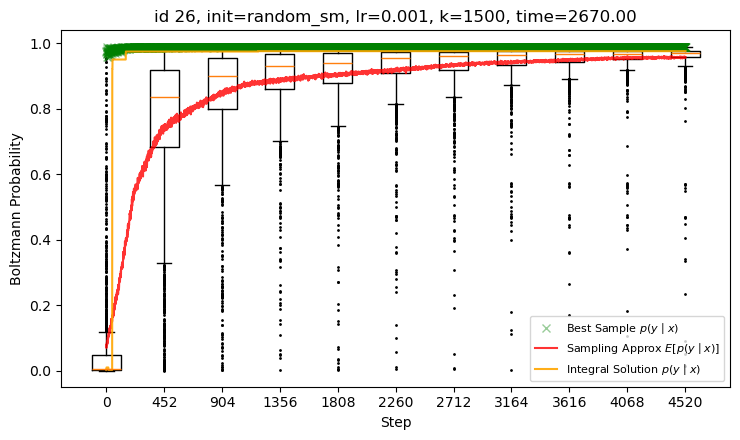 id 26, init=random_sm, lr=0.001, k=1500, time=2670.00
Boltzmann Probability
1.0
0.8
0.6
0.4
0.2
0.0
0 452 904 1356 1808 2260 2712 3164 3616 4068 4520
Step
Best Sample p(y | x)
Sampling Approx E[p(y | x)]
Integral Solution p(y | x)